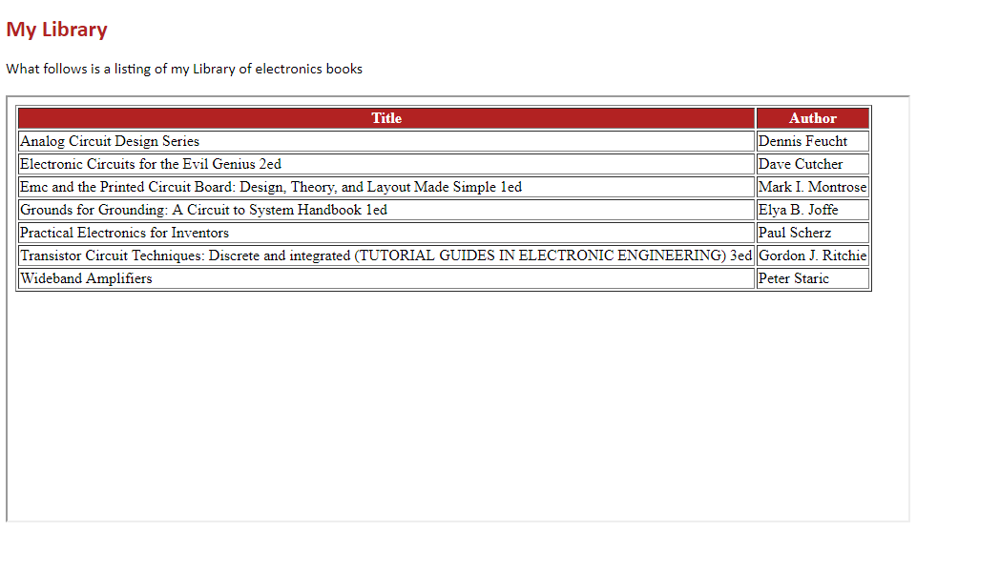 My Library
What follows is a listing of my Library of electronics books
Title Author
Analog Circuit Design Series Dennis Feucht
Electronic Circuits for the Evil Genius 2ed Dave Cutcher
Emc and the Printed Circuit Board: Design, Theory, and Layout Made Simple 1ed Mark I. Montrose
Grounds for Grounding: A Circuit to System Handbook 1ed Elya B. Joffe
Practical Electronics for Inventors Paul Scherz
Transistor Circuit Techniques: Discrete and integrated (TUTORIAL GUIDES IN ELECTRONIC ENGINEERING) 3ed Gordon J. Ritchie
Wideband Amplifiers Peter Staric